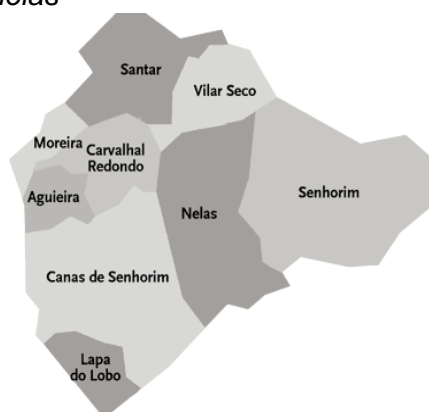 Santar
Vilar Seco
Moreira
Carvalhal
Redondo
Aguieira
Nelas
Senhorim
Canas de Senhorim
Lapa
do Lobo